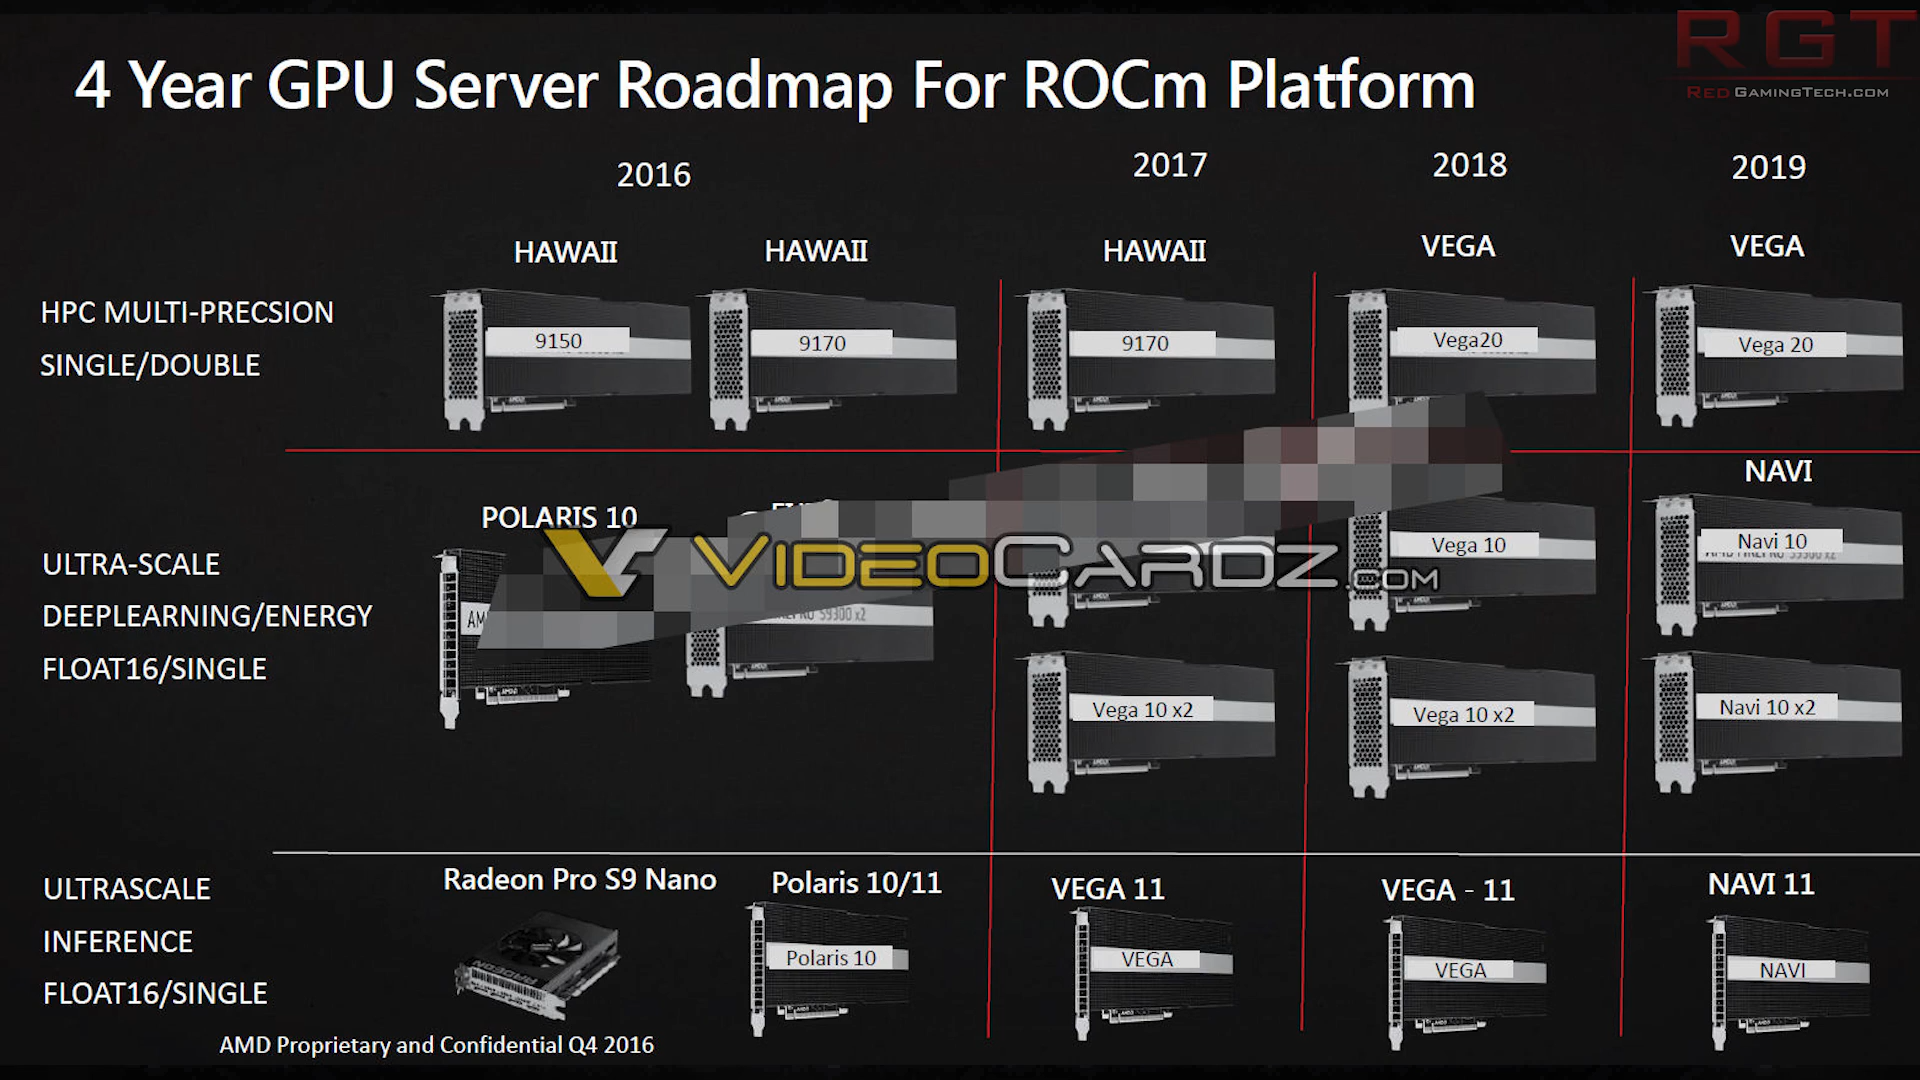 RGT
RedGamingTech.com
4 Year GPU Server Roadmap For ROCm Platform
2016
2017
2018
2019
HAWAII
HAWAII
HAWAII
VEGA
VEGA
HPC MULTI-PRECSION
SINGLE/DOUBLE
9150
9170
9170
Vega20
Vega 20
POLARIS 10
NAVI
ULTRA-SCALE
DEEPLEARNING/ENERGY
FLOAT16/SINGLE
VIDEOCARDZ.COM
S9300 x2
Vega 10
Navi 10
Vega 10 x2
Vega 10 x2
Navi 10 x2
Radeon Pro S9 Nano
Polaris 10/11
VEGA 11
VEGA - 11
NAVI 11
ULTRASCALE
INFERENCE
FLOAT16/SINGLE
RADEON
Polaris 10
VEGA
VEGA
NAVI
AMD Proprietary and Confidential Q4 2016